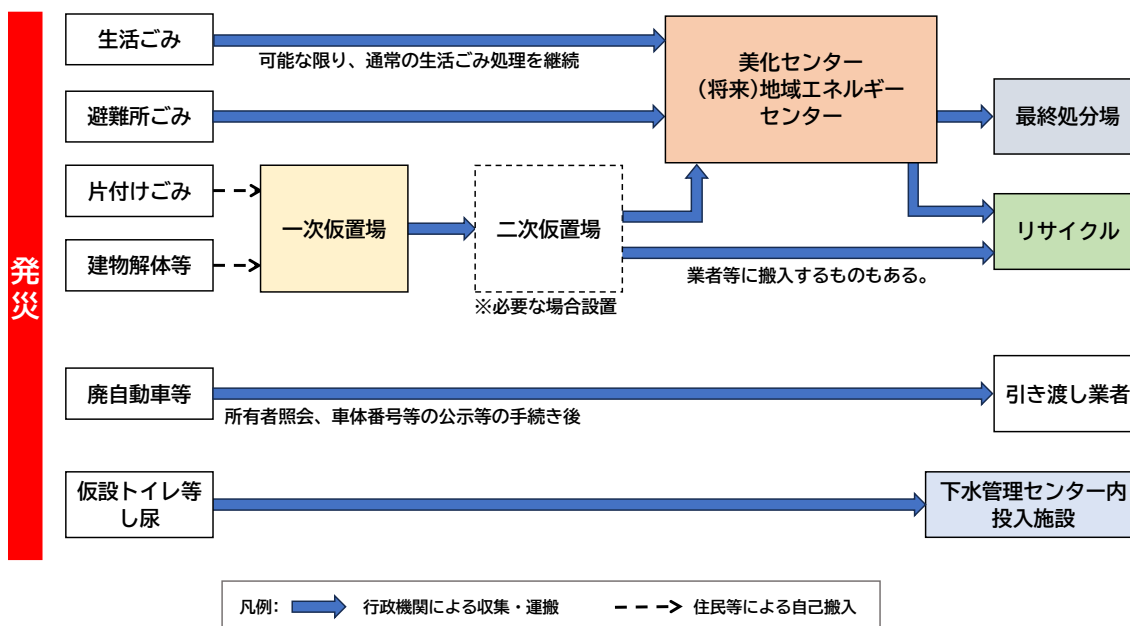 発災
生活ごみ
可能な限り、通常の生活ごみ処理を継続
避難所ごみ
美化センター
(将来)地域エネルギー
センター
最終処分場
片付けごみ
建物解体等
一次仮置場
二次仮置場
※必要な場合設置
リサイクル
業者等に搬入するものもある。
廃自動車等
所有者照会、車体番号等の公示等の手続き後
引き渡し業者
仮設トイレ等
し尿
下水管理センター内
投入施設
凡例: 行政機関による収集・運搬 住民等による自己搬入